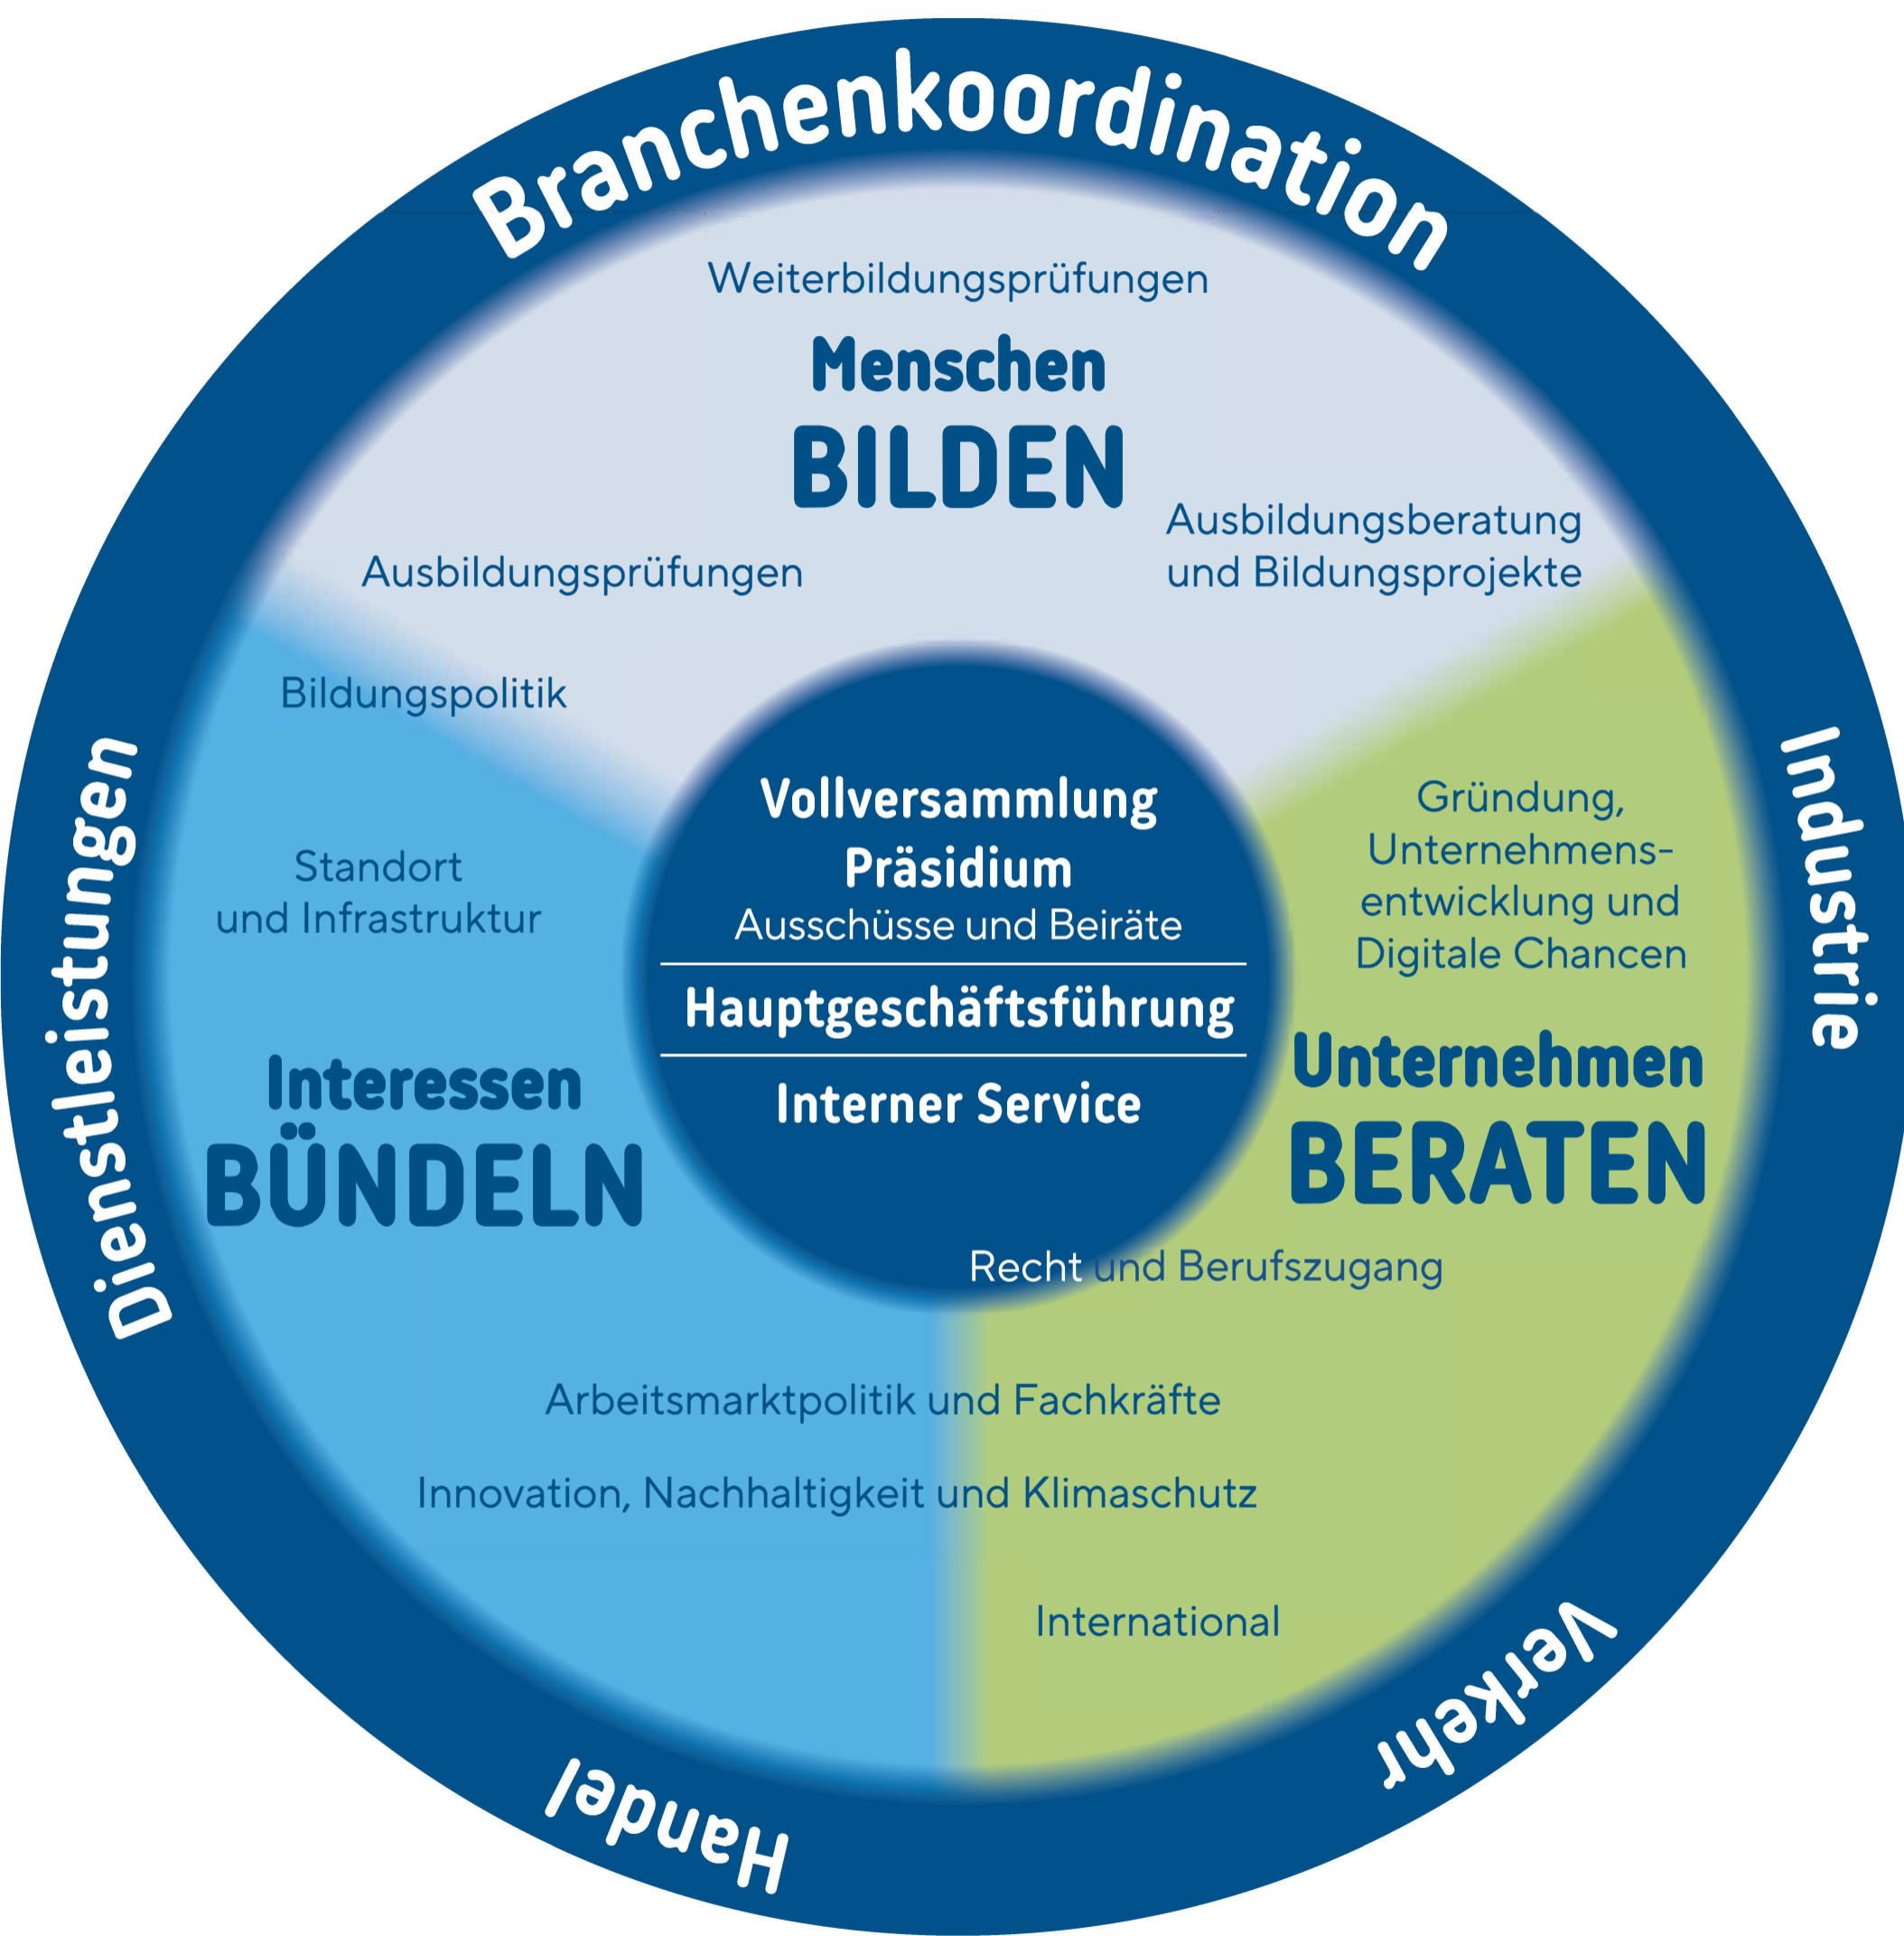 Branchenkoordination
Weiterbildungsprüfungen
Menschen
BILDEN
Ausbildungsberatung
und Bildungsprojekte
Ausbildungsprüfungen
Bildungspolitik
Standort
und Infrastruktur
Interessen
BÜNDELN
Vollversammlung
Präsidium
Ausschüsse und Beiräte
Hauptgeschäftsführung
Interner Service
Gründung,
Unternehmens-
entwicklung und
Digitale Chancen
Unternehmen
BERATEN
Recht und Berufszugang
Arbeitsmarktpolitik und Fachkräfte
Innovation, Nachhaltigkeit und Klimaschutz
International
Industrie
Verkehr
Handel
Dienstleistungen